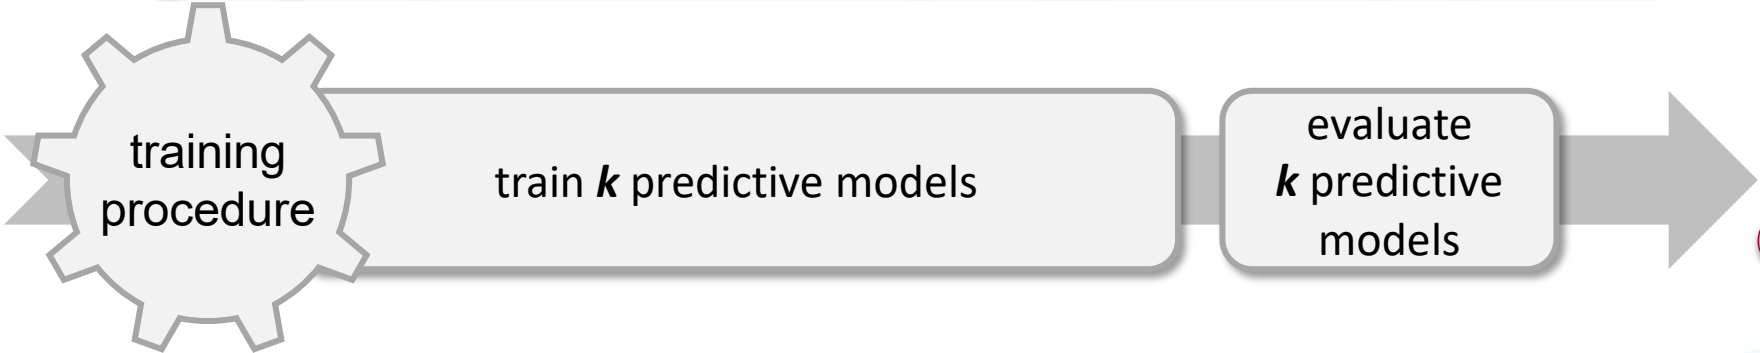 training
procedure
train k predictive models
evaluate
k predictive
models